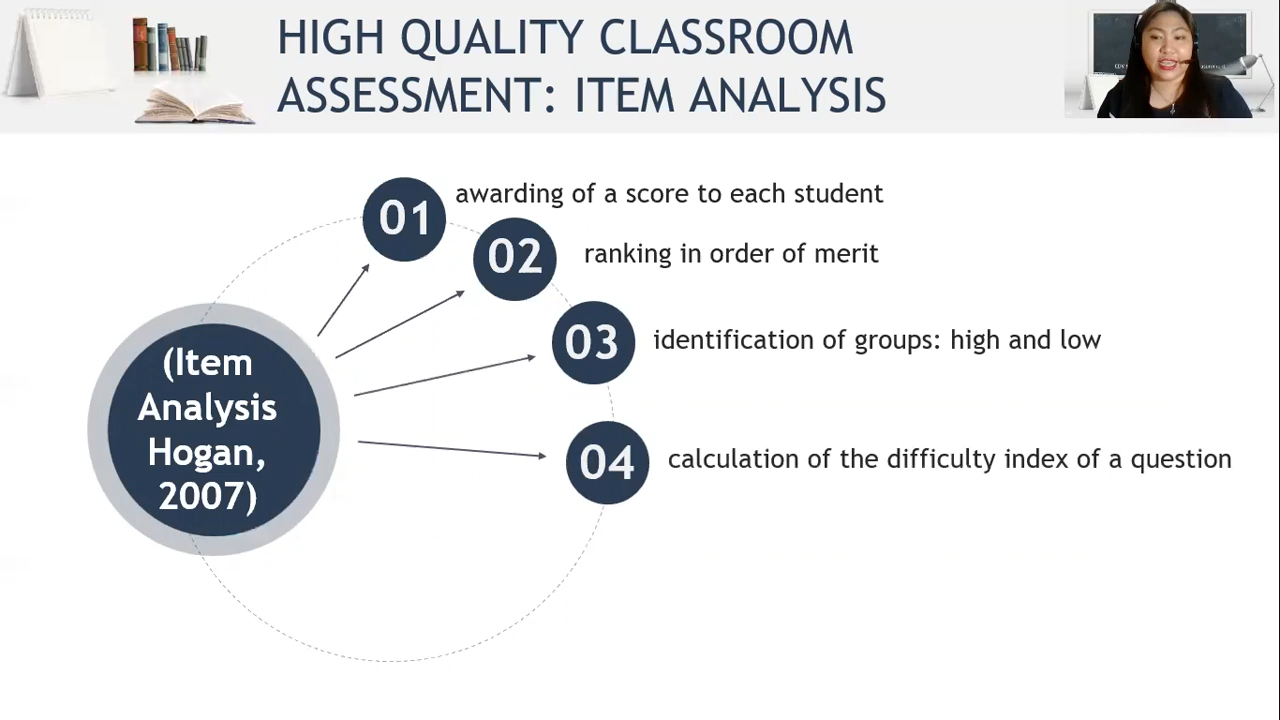 HIGH QUALITY CLASSROOM
ASSESSMENT: ITEM ANALYSIS
01
awarding of a score to each student
02
ranking in order of merit
03
identification of groups: high and low
04
calculation of the difficulty index of a question
(Item
Analysis
Hogan,
2007)